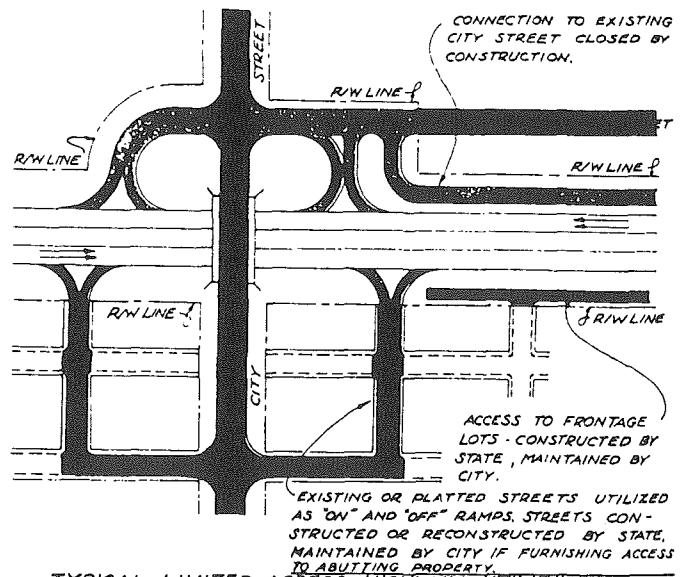 CONNECTION TO EXISTING
CITY STREET CLOSED BY
CONSTRUCTION.
STREET
R/W LINE
R/W LINE
R/W LINE
R/W LINE
R/W LINE
CITY
ACCESS TO FRONTAGE
LOTS - CONSTRUCTED BY
STATE, MAINTAINED BY
CITY.
EXISTING OR PLATTED STREETS UTILIZED
AS "ON" AND "OFF" RAMPS. STREETS CON-
STRUCTED OR RECONSTRUCTED BY STATE,
MAINTAINED BY CITY IF FURNISHING ACCESS
TO ABUTTING PROPERTY.
TYPICAL LIMITED ACCESS